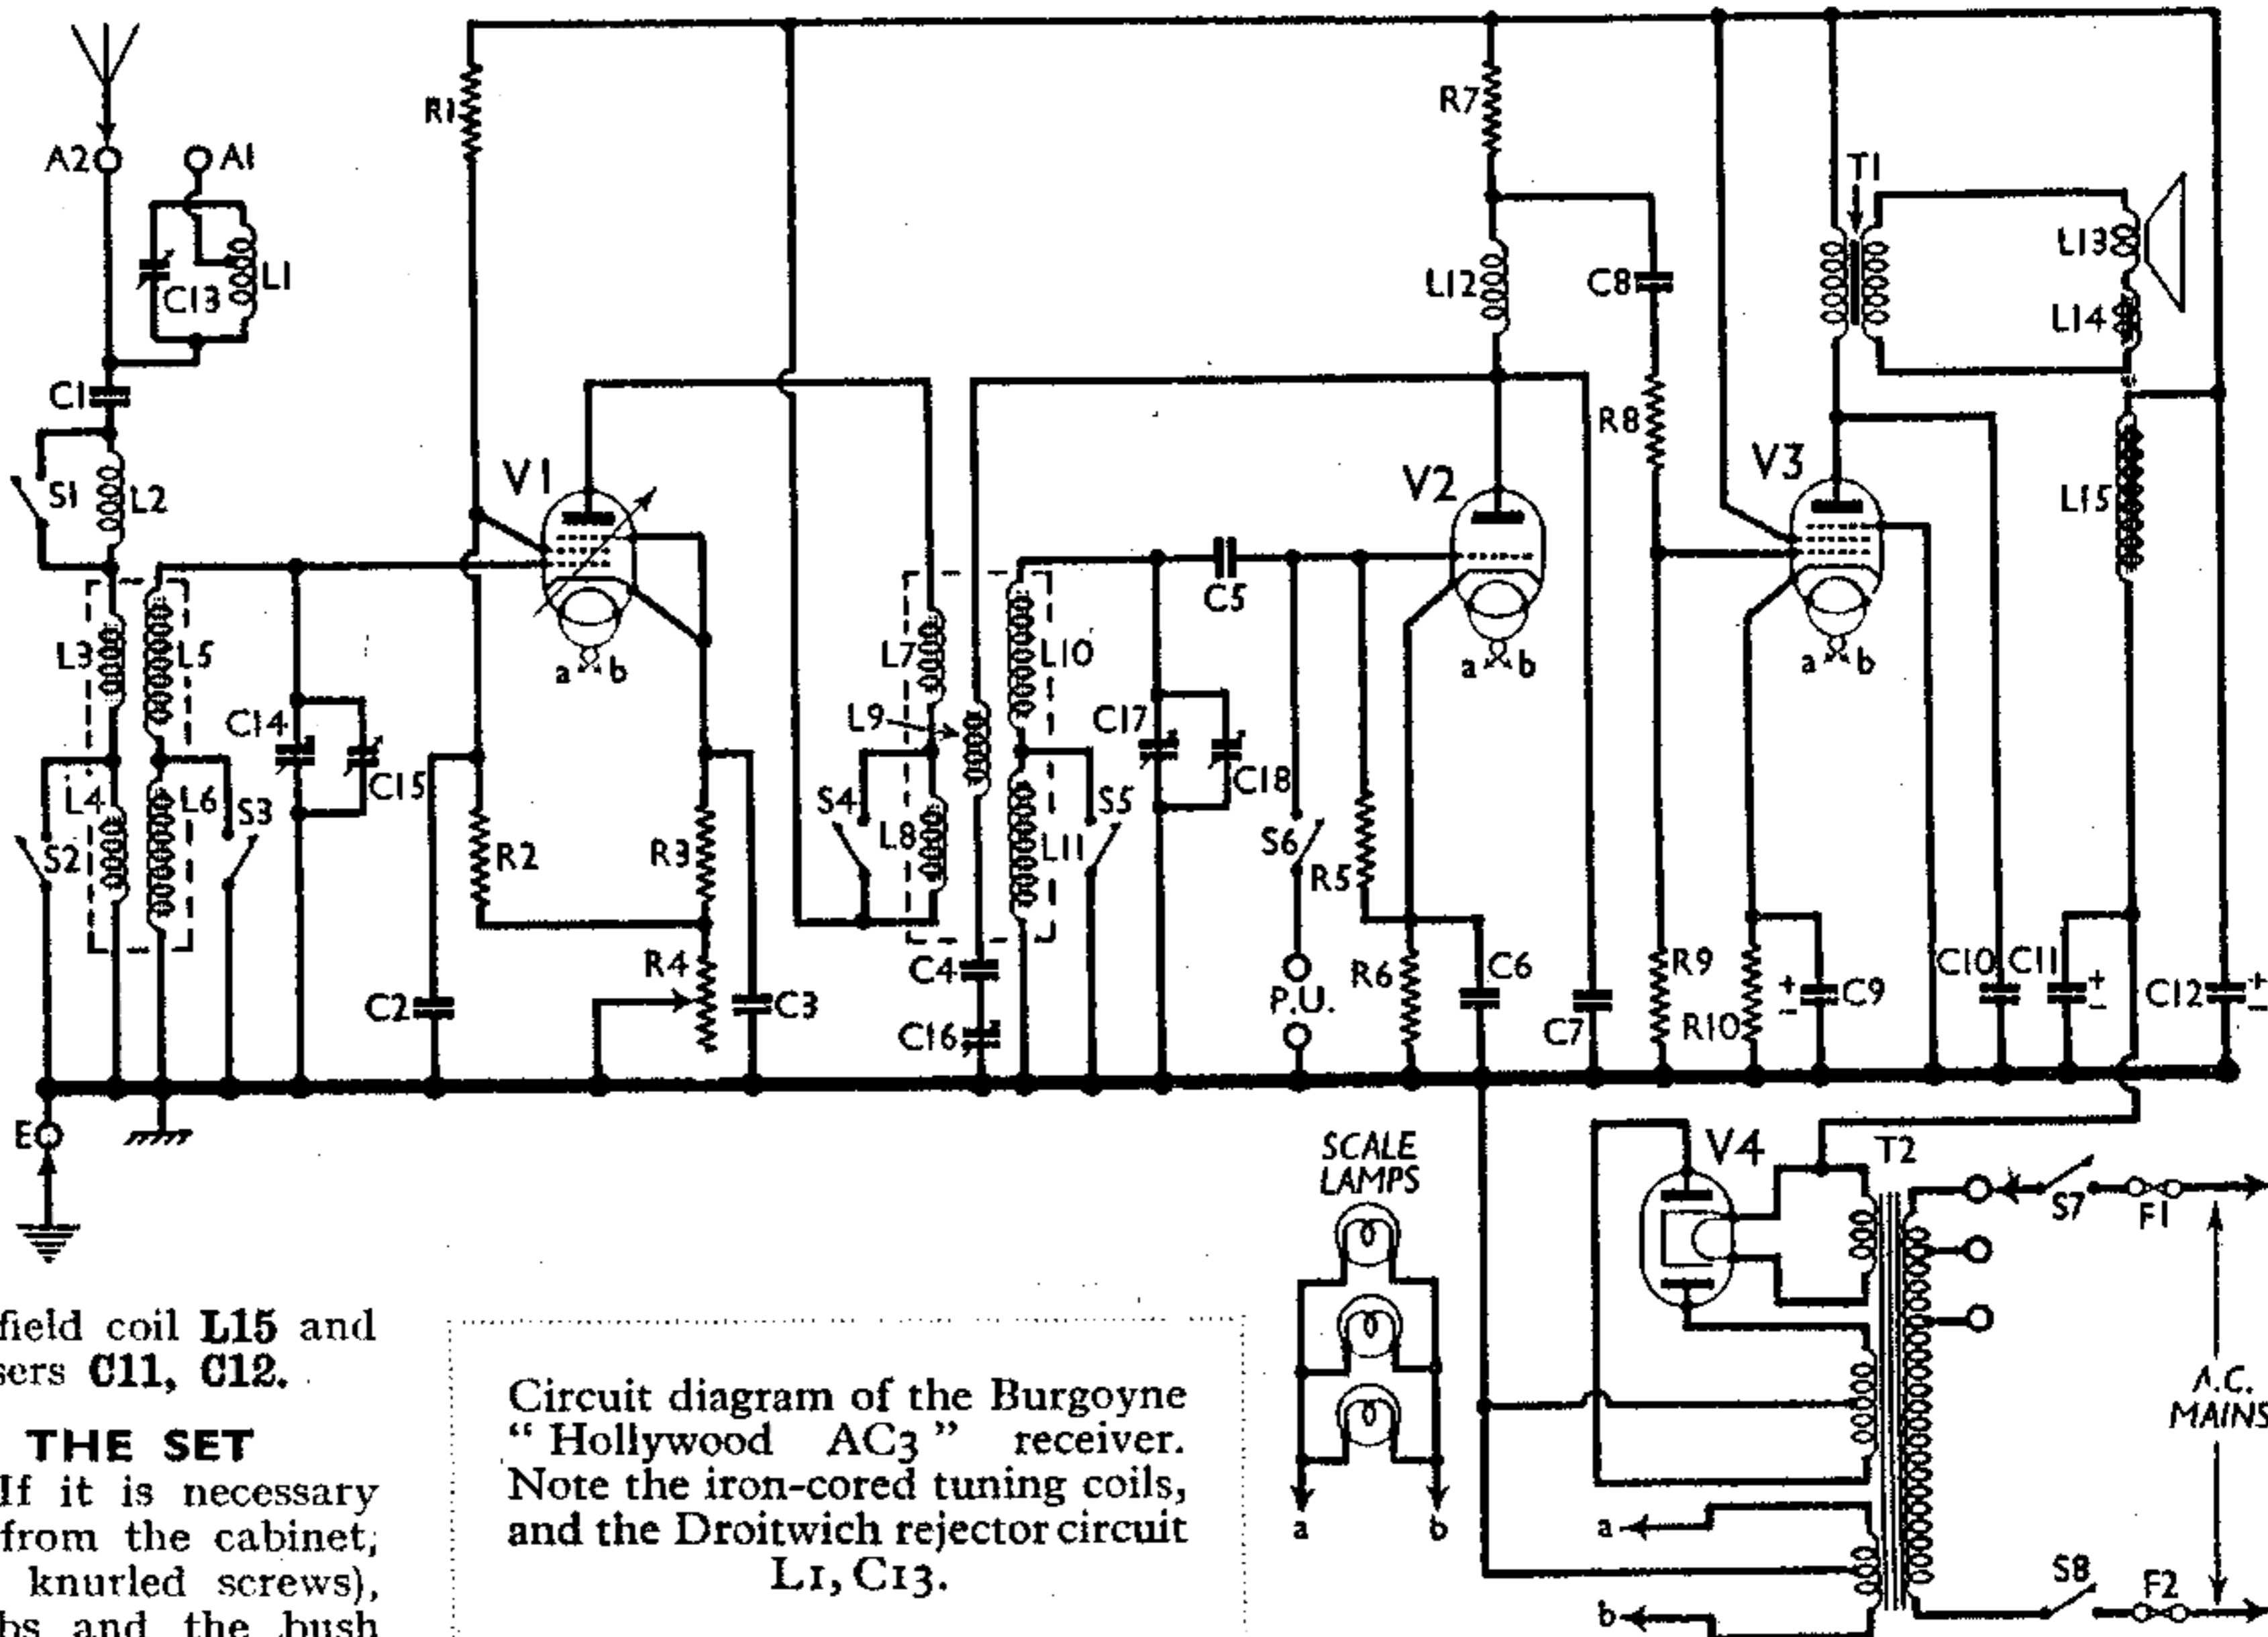 R1
R7
A2
A1
T1
L1
C13
L12
C8
L13
L14
C1
R8
V1
V2
V3
S1
L2
L15
C5
L3
L5
a b
L7
L10
a b
a b
L9
C14
C15
C17
C18
L4
L6
S3
S4
L8
L11
S5
S2
R2
R3
S6
R5
R4
C4
R6
C6
R9
C10
C11
C2
C3
P.U.
R10
+
-
C9
+
-
C12
+
-
C16
C7
E
SCALE
LAMPS
V4
T2
S7
F1
field coil L15 and
sers C11, C12.
A.C.
MAINS
THE SET
If it is necessary
from the cabinet,
knurled screws),
bs and the bush
Circuit diagram of the Burgoyne
“ Hollywood AC3 ” receiver.
Note the iron-cored tuning coils,
and the Droitwich rejector circuit
L1, C13.
a
b
a
b
S8
F2